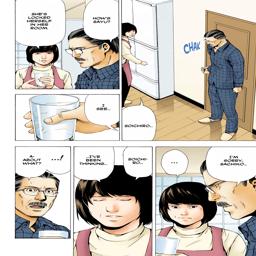 CHAK
SOICHIRO...
HOW'S
SAYU?
SHE'S
LOCKED
HERSELF
IN HER
ROOM.
I
SEE...
I'M
SORRY,
SACHIKO...
...
SOICHI-
RO...
...I'VE
BEEN
THINKING...
...!
A-
ABOUT
WHAT?